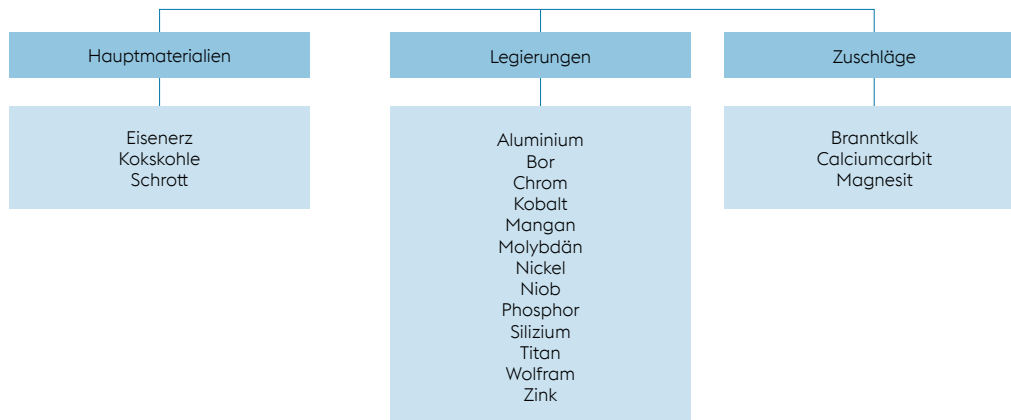 Hauptmaterialien
Eisenerz
Kokskohle
Schrott
Legierungen
Aluminium
Bor
Chrom
Kobalt
Mangan
Molybdän
Nickel
Niob
Phosphor
Silizium
Titan
Wolfram
Zink
Zuschläge
Branntkalk
Calciumcarbit
Magnesit